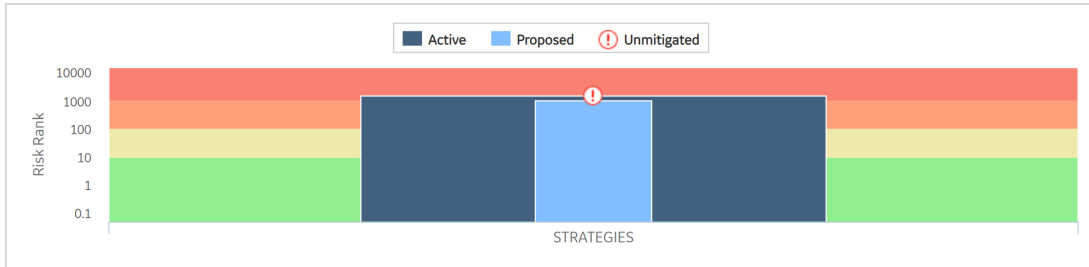 Active Proposed Unmitigated
10000
1000
100
10
1
0.1
Risk Rank
STRATEGIES